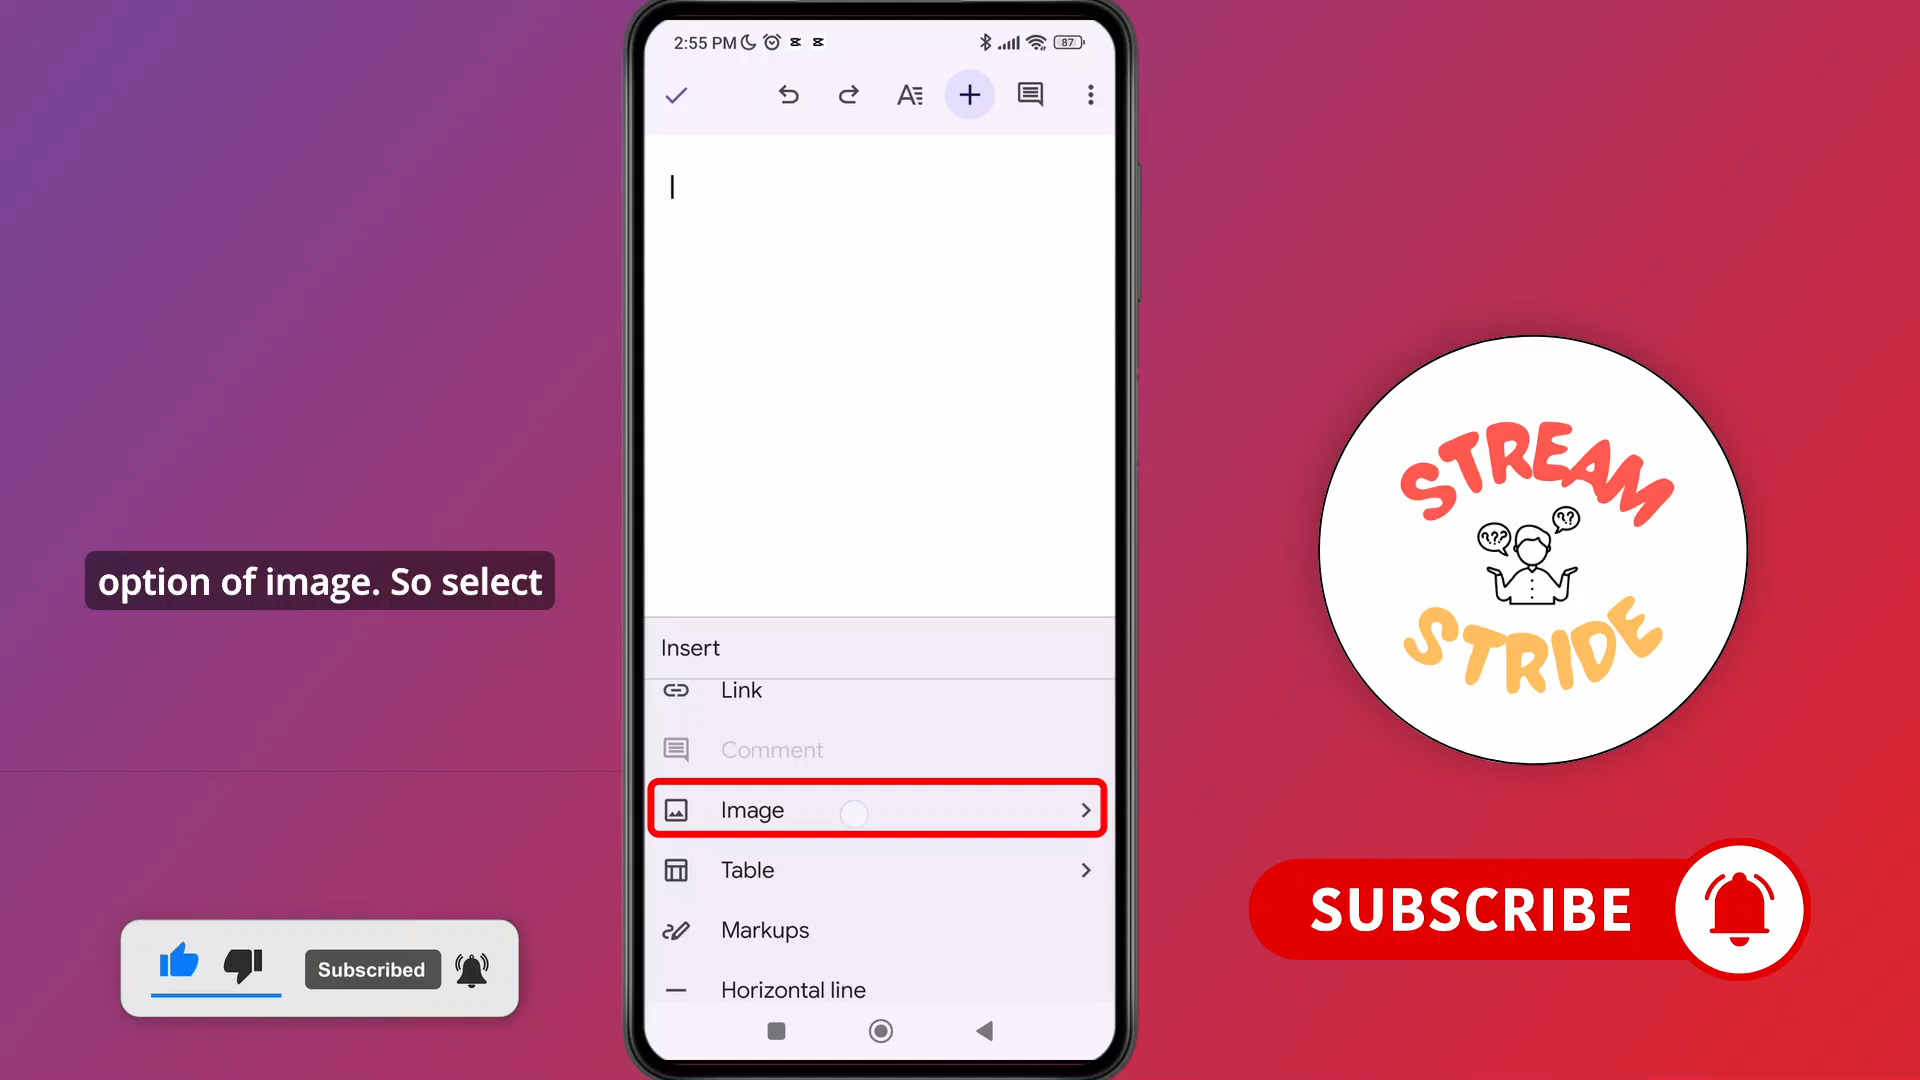 2:55 PM
87
Insert
Link
Comment
Image
Table
Markups
Horizontal line
option of image. So select
Subscribed
STREAM
??? ??
STRIDE
SUBSCRIBE